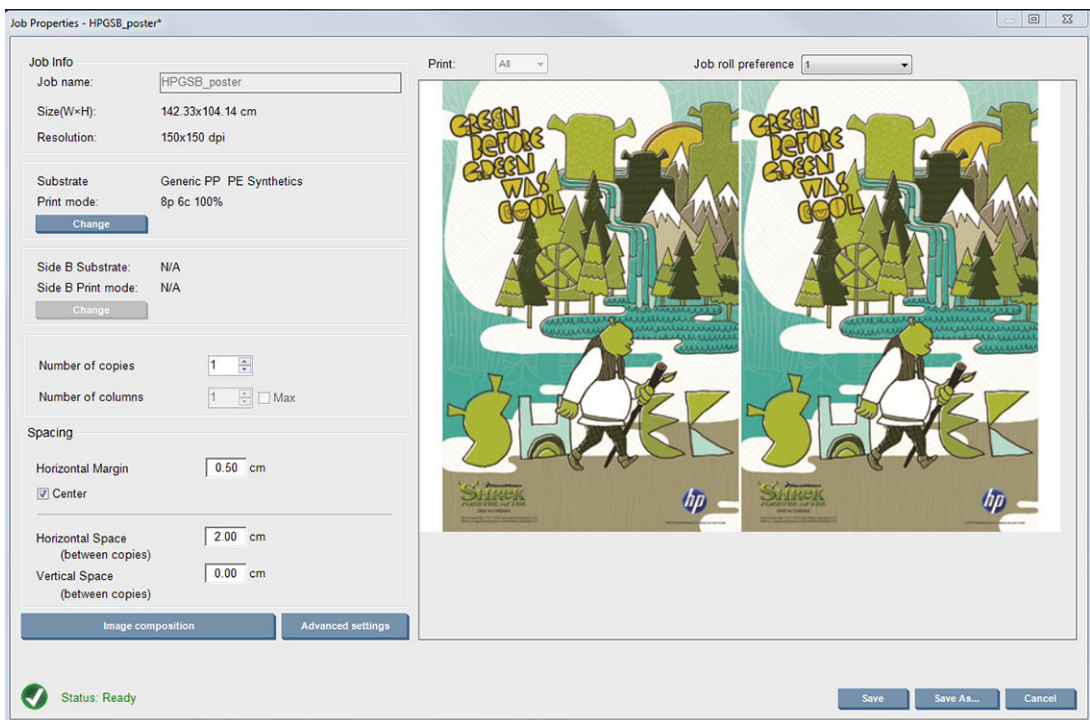 Job Properties - HPGSB_poster*
Job Info
Job name: HPGSB_poster
Size(W×H): 142.33x104.14 cm
Resolution: 150x150 dpi
Substrate Generic PP PE Synthetics
Print mode: 8p 6c 100%
Change
Side B Substrate: N/A
Side B Print mode: N/A
Change
Number of copies 1
Number of columns 1 Max
Spacing
Horizontal Margin 0.50 cm
Center
Horizontal Space 2.00 cm
(between copies)
Vertical Space 0.00 cm
(between copies)
Image composition Advanced settings
Status: Ready
Print: All Job roll preference 1
GREEN
BEFORE
GREEN
WAS
COOL
SHREK
SHREK
hp
GREEN
BEFORE
GREEN
WAS
COOL
SHREK
SHREK
hp
Save Save As... Cancel